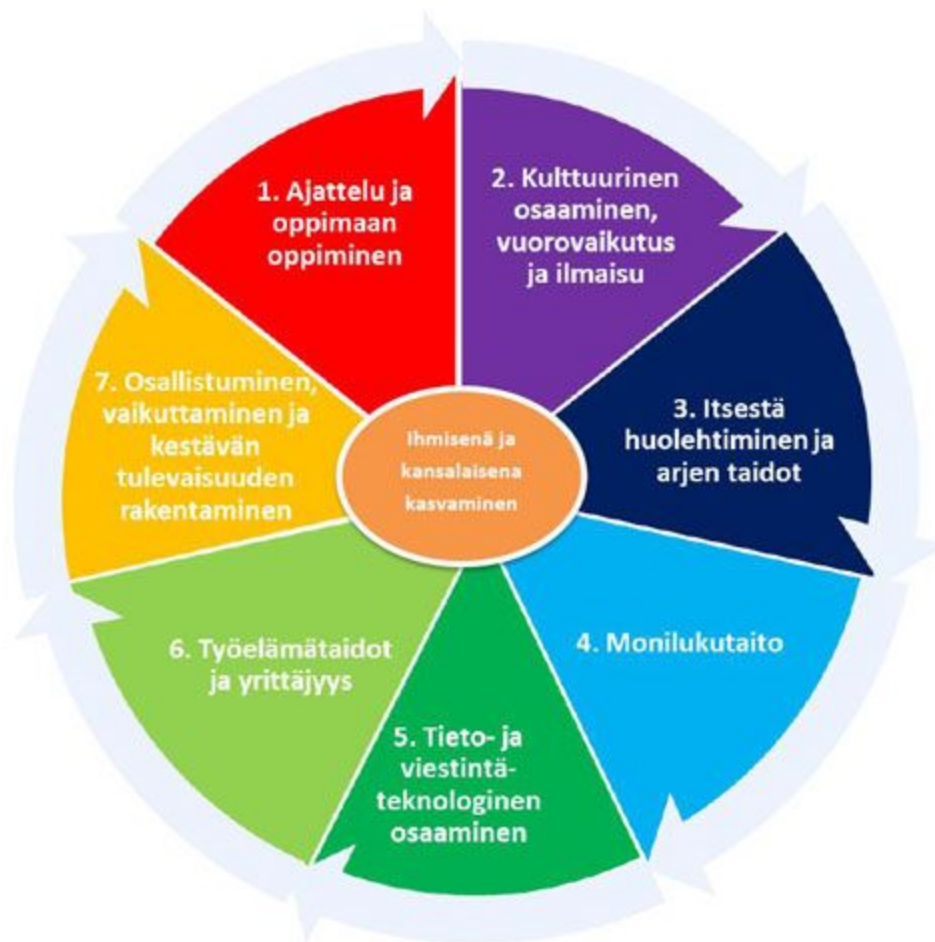 1. Ajattelu ja
oppimaan
oppiminen
2. Kulttuurinen
osaaminen,
vuorovaikutus
ja ilmaisu
3. Itsestä
huolehtiminen ja
arjen taidot
4. Monilukutaito
5. Tieto- ja
viestintä-
teknologinen
osaaminen
6. Työelämätaidot
ja yrittäjyys
7. Osallistuminen,
vaikuttaminen ja
kestävän
tulevaisuuden
rakentaminen
Ihmisenä ja
kansalaisena
kasvaminen